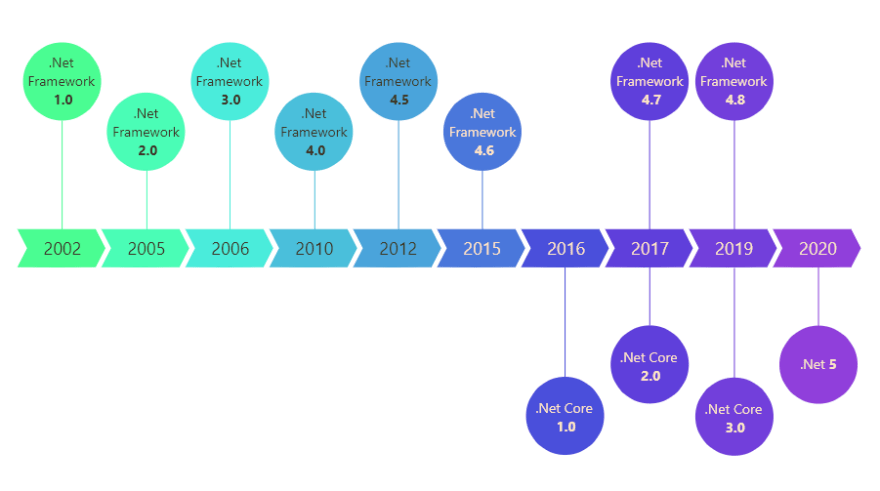 .Net
Framework
1.0
.Net
Framework
2.0
.Net
Framework
3.0
.Net
Framework
4.0
.Net
Framework
4.5
.Net
Framework
4.6
.Net
Framework
4.7
.Net
Framework
4.8
2002
2005
2006
2010
2012
2015
2016
2017
2019
2020
.Net Core
1.0
.Net Core
2.0
.Net Core
3.0
.Net 5